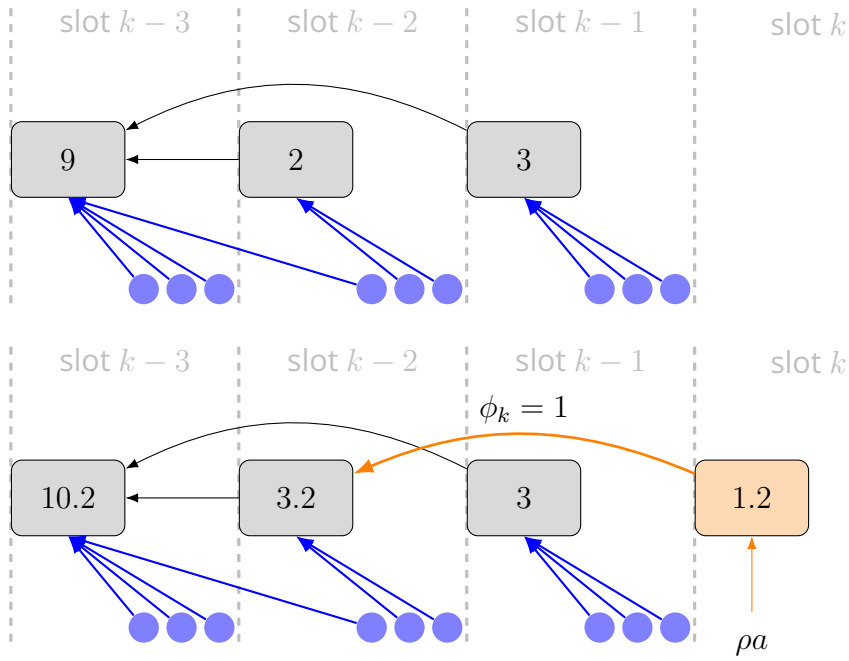 slot k − 3 slot k − 2 slot k − 1 slot k
9 2 3
slot k − 3 slot k − 2 slot k − 1 slot k
ϕₖ = 1
10.2 3.2 3 1.2
ρa